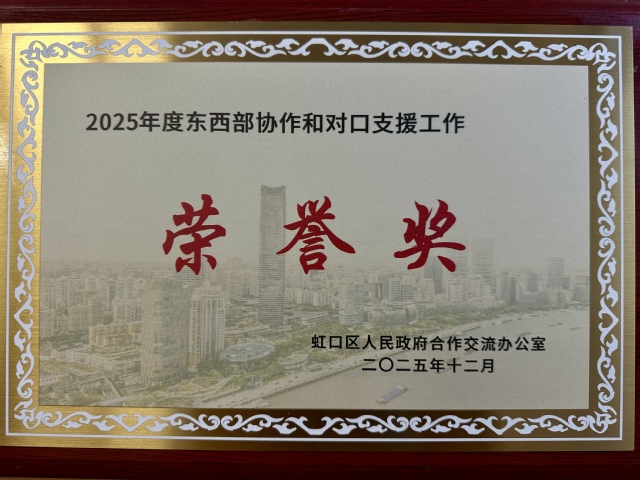 2025年度东西部协作和对口支援工作
荣誉奖
虹口区人民政府合作交流办公室
二〇二五年十二月